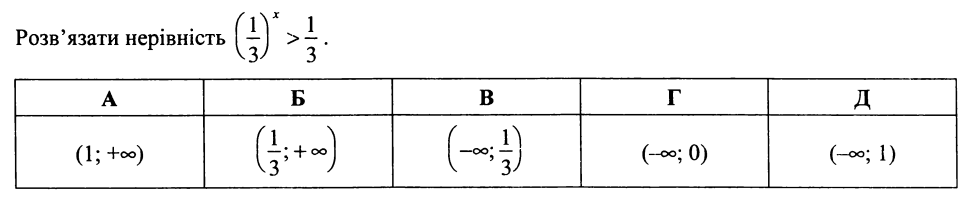 Розв’язати нерівність (1/3)^x > 1/3 .
А Б В Г Д
(1; +∞) (1/3; +∞) (−∞; 1/3) (−∞; 0) (−∞; 1)